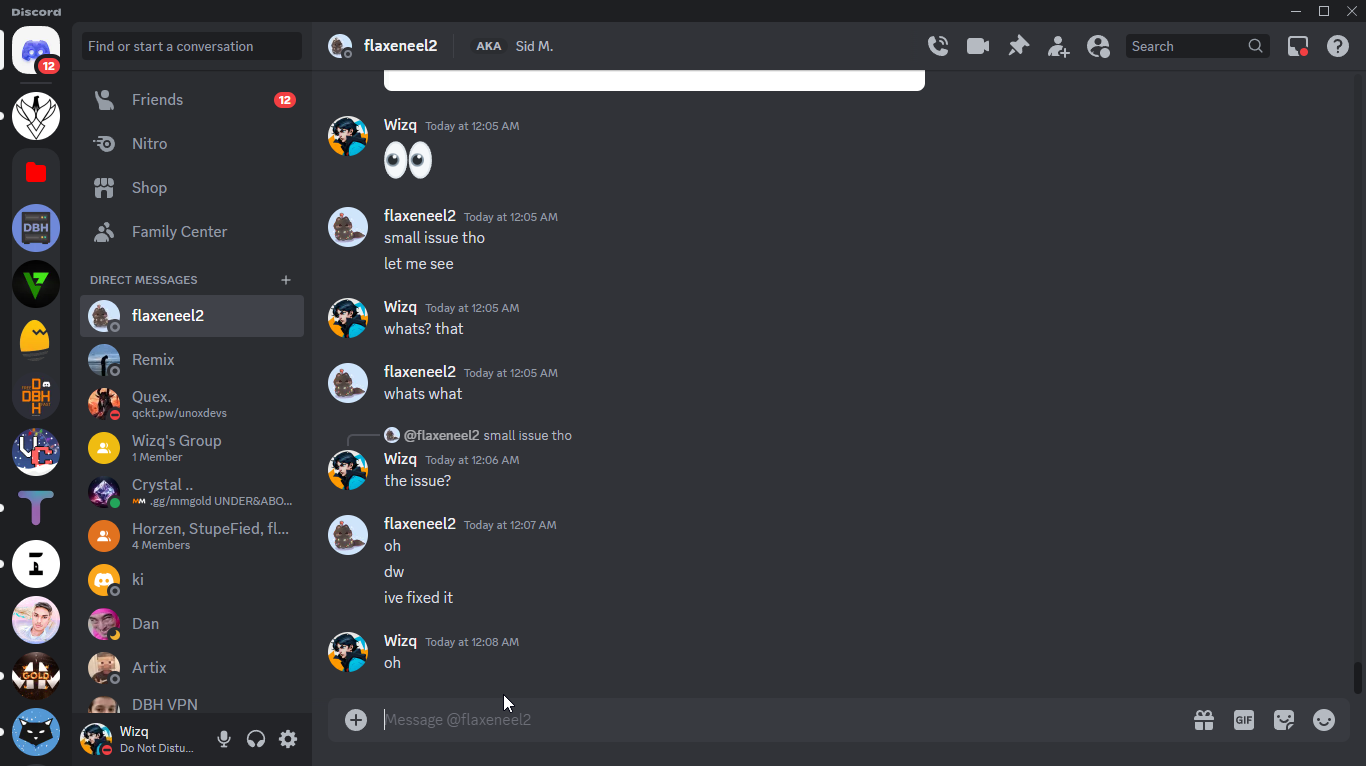 Discord
12
Find or start a conversation
Friends
12
Nitro
Shop
DBH
Family Center
DIRECT MESSAGES
flaxeneel2
Remix
Quex.
qckt.pw/unoxdevs
Wizq's Group
1 Member
Crystal ..
.gg/mmgold UNDER&ABO...
Horzen, StupeFied, fl...
4 Members
ki
Dan
Artix
DBH VPN
GOLD
Wizq
Do Not Distu...
flaxeneel2
AKA Sid M.
Search
Wizq Today at 12:05 AM
flaxeneel2 Today at 12:05 AM
small issue tho
let me see
Wizq Today at 12:05 AM
whats? that
flaxeneel2 Today at 12:05 AM
whats what
@flaxeneel2 small issue tho
Wizq Today at 12:06 AM
the issue?
flaxeneel2 Today at 12:07 AM
oh
dw
ive fixed it
Wizq Today at 12:08 AM
oh
Message @flaxeneel2
GIF